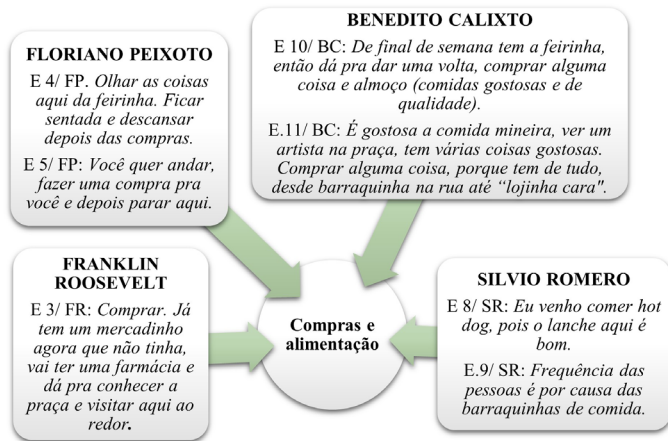 FLORIANO PEIXOTO
E 4/ FP. Olhar as coisas
aqui da feirinha. Ficar
sentada e descansar
depois das compras.
E 5/ FP: Você quer andar,
fazer uma compra pra
você e depois parar aqui.
BENEDITO CALIXTO
E 10/ BC: De final de semana tem a feirinha,
então dá pra dar uma volta, comprar alguma
coisa e almoço (comidas gostosas e de
qualidade).
E.11/ BC: É gostosa a comida mineira, ver um
artista na praça, tem várias coisas gostosas.
Comprar alguma coisa, porque tem de tudo,
desde barraquinha na rua até “lojinha cara".
FRANKLIN
ROOSEVELT
E 3/ FR: Comprar. Já
tem um mercadinho
agora que não tinha,
vai ter uma farmácia e
dá pra conhecer a
praça e visitar aqui ao
redor.
Compras e
alimentação
SILVIO ROMERO
E 8/ SR: Eu venho comer hot
dog, pois o lanche aqui é
bom.
E.9/ SR: Frequência das
pessoas é por causa das
barraquinhas de comida.